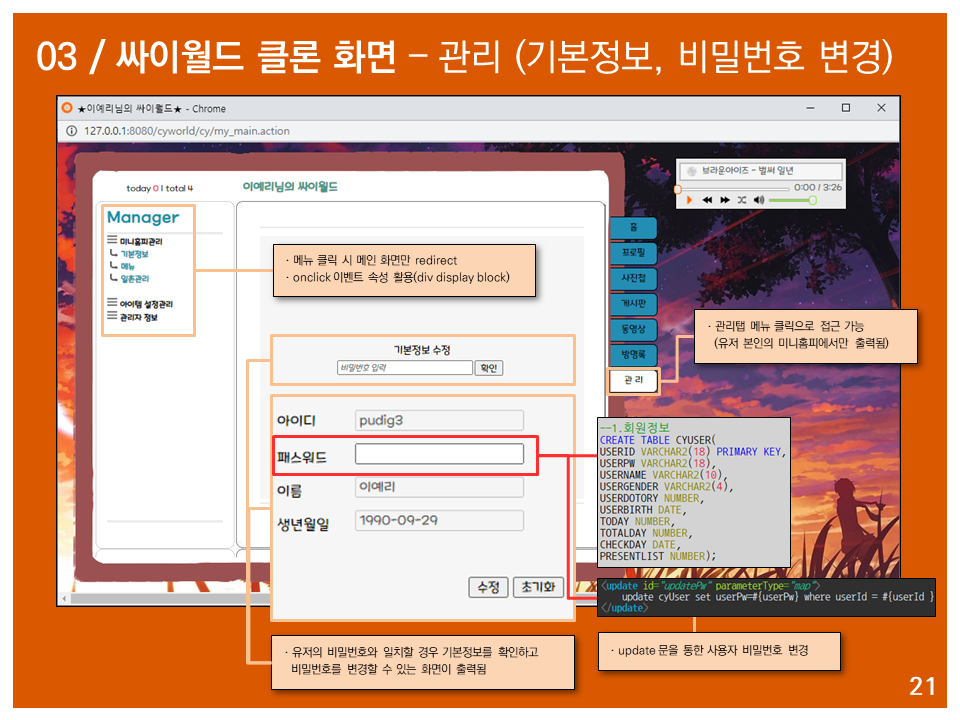 03 / 싸이월드 클론 화면 – 관리 (기본정보, 비밀번호 변경)
★이예리님의 싸이월드★ - Chrome
127.0.0.1:8080/cyworld/cy/my_main.action
today 0 l total 4
이예리님의 싸이월드
브라운아이즈 - 벌써 일년
0:00 / 3:26
Manager
미니홈피관리
기본정보
메뉴
일촌관리
아이템 설정관리
관리자 정보
· 메뉴 클릭 시 메인 화면만 redirect
· onclick 이벤트 속성 활용(div display block)
홈
프로필
사진첩
게시판
동영상
방명록
관 리
· 관리탭 메뉴 클릭으로 접근 가능
(유저 본인의 미니홈피에서만 출력됨)
기본정보 수정
비밀번호 입력
확인
아이디
pudig3
패스워드
이름
이예리
생년월일
1990-09-29
수정
초기화
--1.회원정보
CREATE TABLE CYUSER(
USERID VARCHAR2(18) PRIMARY KEY,
USERPW VARCHAR2(18),
USERNAME VARCHAR2(10),
USERGENDER VARCHAR2(4),
USERDOTORY NUMBER,
USERBIRTH DATE,
TODAY NUMBER,
TOTALDAY NUMBER,
CHECKDAY DATE,
PRESENTLIST NUMBER);
<update id="updatePw" parameterType="map">
update cyUser set userPw=#{userPw} where userId = #{userId }
</update>
· 유저의 비밀번호와 일치할 경우 기본정보를 확인하고
비밀번호를 변경할 수 있는 화면이 출력됨
· update 문을 통한 사용자 비밀번호 변경
21